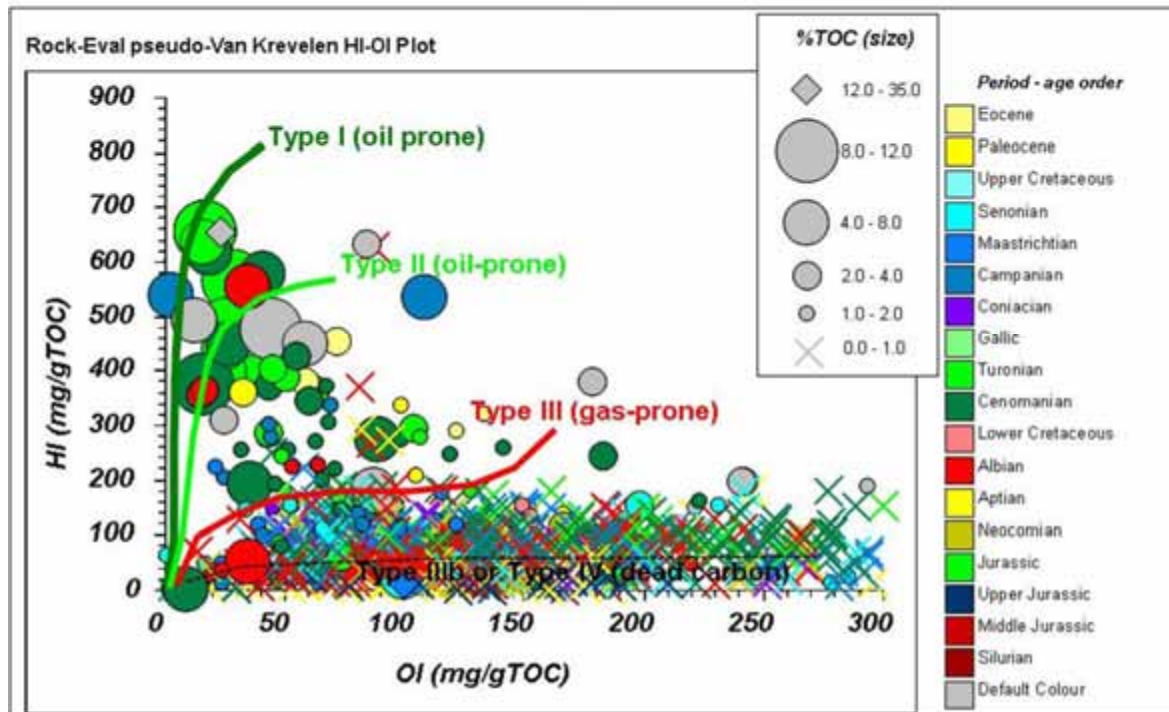 Rock-Eval pseudo-Van Krevelen HI-OI Plot
%TOC (size)
12.0 - 35.0
8.0 - 12.0
4.0 - 8.0
2.0 - 4.0
1.0 - 2.0
0.0 - 1.0
Period - age order
Eocene
Paleocene
Upper Cretaceous
Senonian
Maastrichtian
Campanian
Coniacian
Gallic
Turonian
Cenomanian
Lower Cretaceous
Albian
Aptian
Neocomian
Jurassic
Upper Jurassic
Middle Jurassic
Silurian
Default Colour
HI (mg/gTOC)
900
800
700
600
500
400
300
200
100
0
Type I (oil prone)
Type II (oil-prone)
Type III (gas-prone)
Type IIIb or Type IV (dead carbon)
0
50
100
150
200
250
300
OI (mg/gTOC)